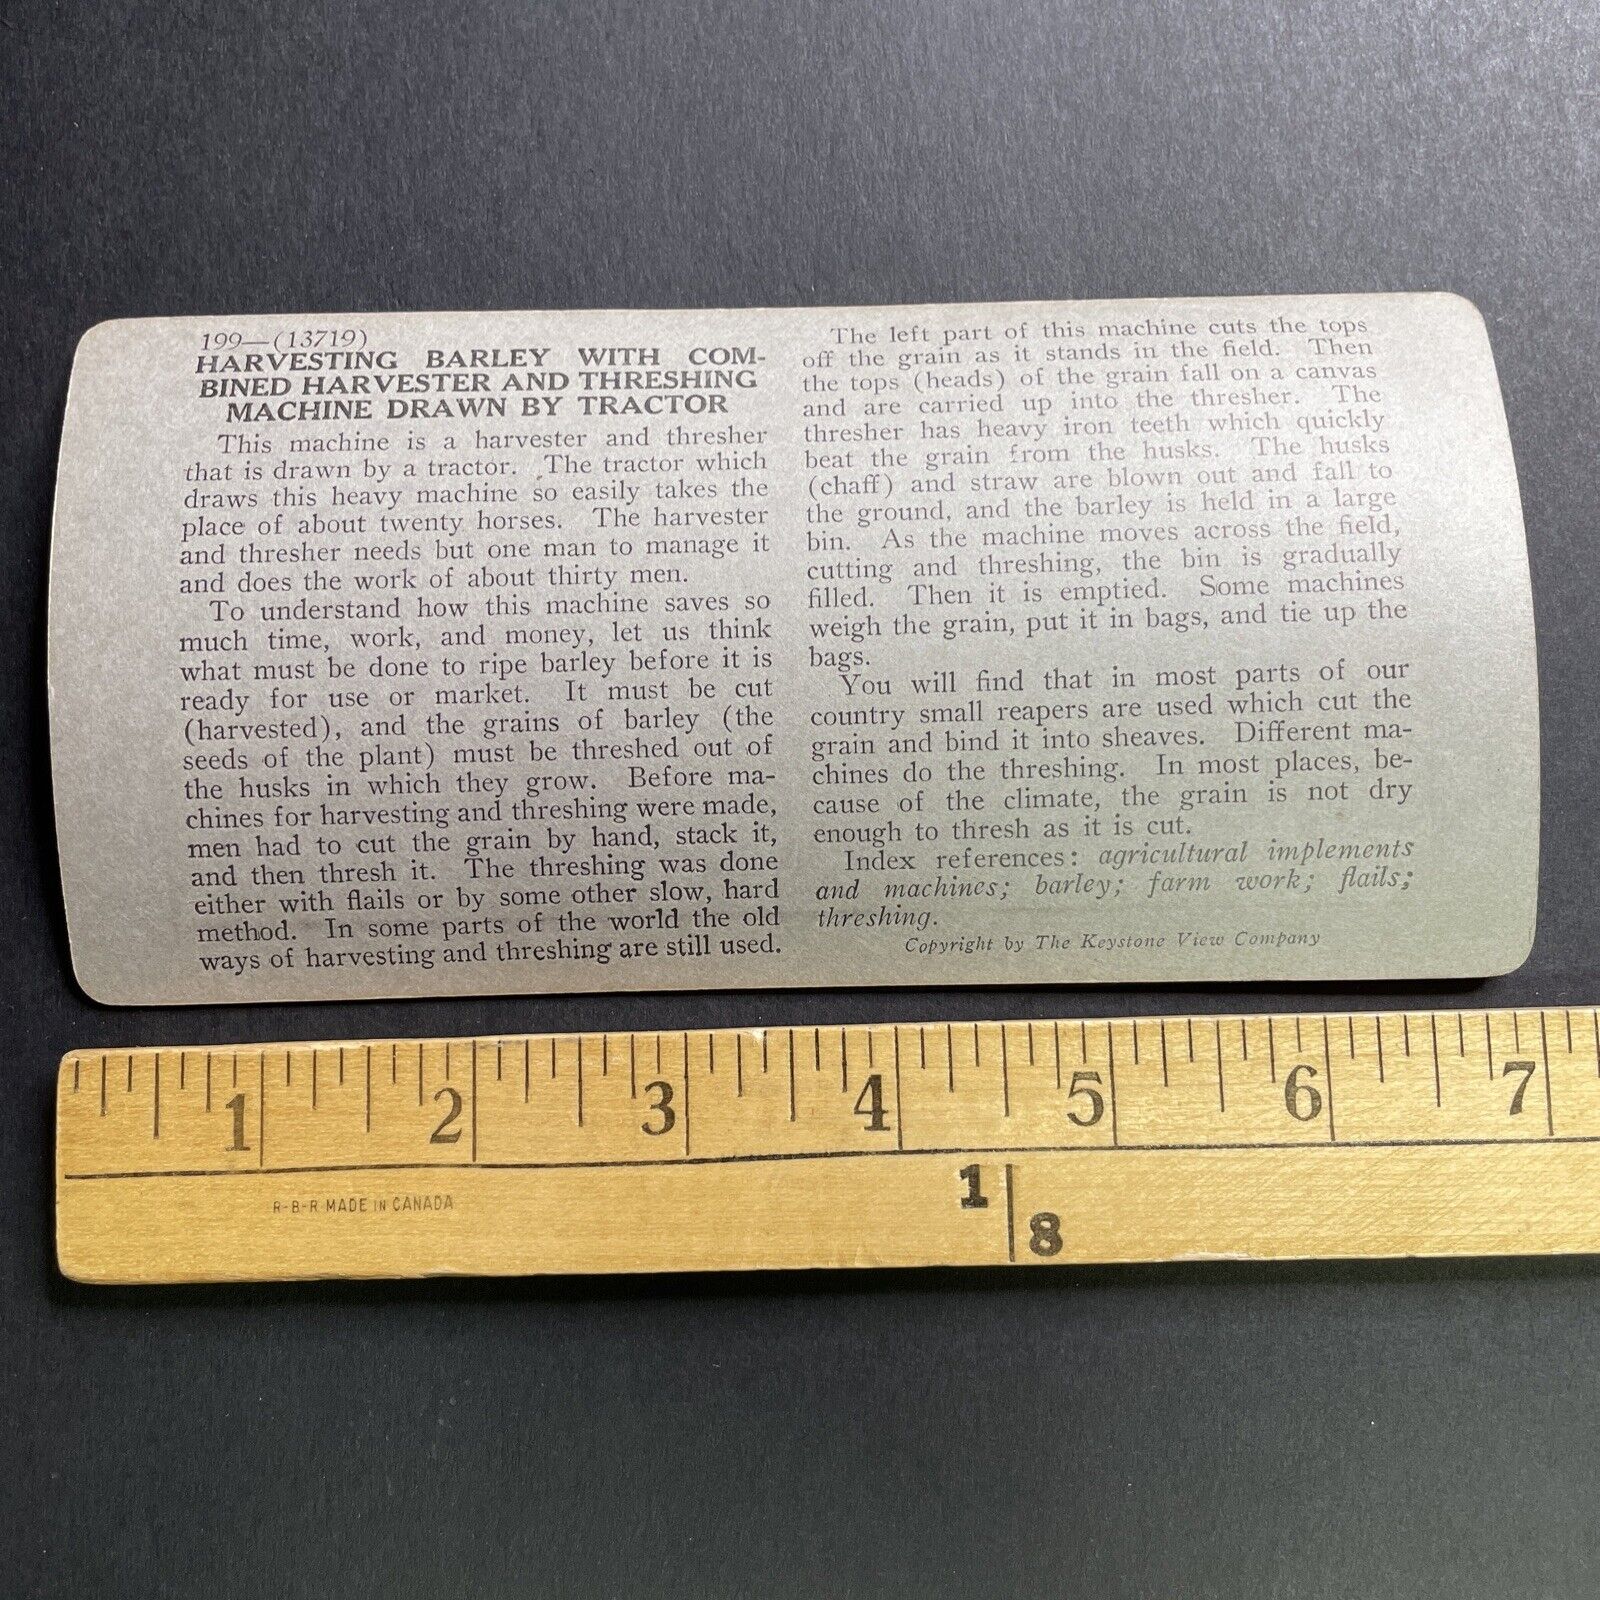 199—(13719)
HARVESTING BARLEY WITH COM-
BINED HARVESTER AND THRESHING
MACHINE DRAWN BY TRACTOR
This machine is a harvester and thresher
that is drawn by a tractor. The tractor which
draws this heavy machine so easily takes the
place of about twenty horses. The harvester
and thresher needs but one man to manage it
and does the work of about thirty men.
To understand how this machine saves so
much time, work, and money, let us think
what must be done to ripe barley before it is
ready for use or market. It must be cut
(harvested), and the grains of barley (the
seeds of the plant) must be threshed out of
the husks in which they grow. Before ma-
chines for harvesting and threshing were made,
men had to cut the grain by hand, stack it,
and then thresh it. The threshing was done
either with flails or by some other slow, hard
method. In some parts of the world the old
ways of harvesting and threshing are still used.
The left part of this machine cuts the tops
off the grain as it stands in the field. Then
the tops (heads) of the grain fall on a canvas
and are carried up into the thresher. The
thresher has heavy iron teeth which quickly
beat the grain from the husks. The husks
(chaff) and straw are blown out and fall to
the ground, and the barley is held in a large
bin. As the machine moves across the field,
cutting and threshing, the bin is gradually
filled. Then it is emptied. Some machines
weigh the grain, put it in bags, and tie up the
bags.
You will find that in most parts of our
country small reapers are used which cut the
grain and bind it into sheaves. Different ma-
chines do the threshing. In most places, be-
cause of the climate, the grain is not dry
enough to thresh as it is cut.
Index references: agricultural implements
and machines; barley; farm work; flails;
threshing.
Copyright by The Keystone View Company
1 2 3 4 5 6 7
R-B-R MADE IN CANADA
1 8